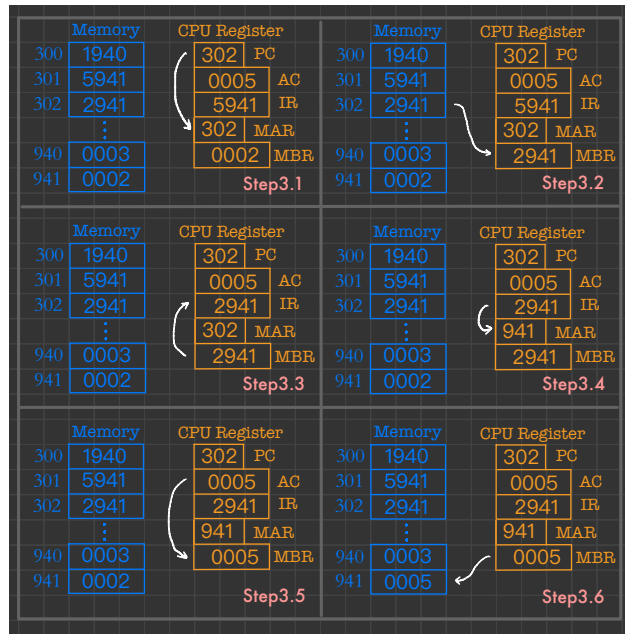 Memory CPU Register
300 1940 302 PC
301 5941 0005 AC
302 2941 5941 IR
302 MAR
940 0003 0002 MBR
941 0002
Step3.1
Memory CPU Register
300 1940 302 PC
301 5941 0005 AC
302 2941 5941 IR
302 MAR
940 0003 2941 MBR
941 0002
Step3.2
Memory CPU Register
300 1940 302 PC
301 5941 0005 AC
302 2941 2941 IR
302 MAR
940 0003 2941 MBR
941 0002
Step3.3
Memory CPU Register
300 1940 302 PC
301 5941 0005 AC
302 2941 2941 IR
941 MAR
940 0003 2941 MBR
941 0002
Step3.4
Memory CPU Register
300 1940 302 PC
301 5941 0005 AC
302 2941 2941 IR
941 MAR
940 0003 0005 MBR
941 0002
Step3.5
Memory CPU Register
300 1940 302 PC
301 5941 0005 AC
302 2941 2941 IR
941 MAR
940 0003 0005 MBR
941 0005
Step3.6